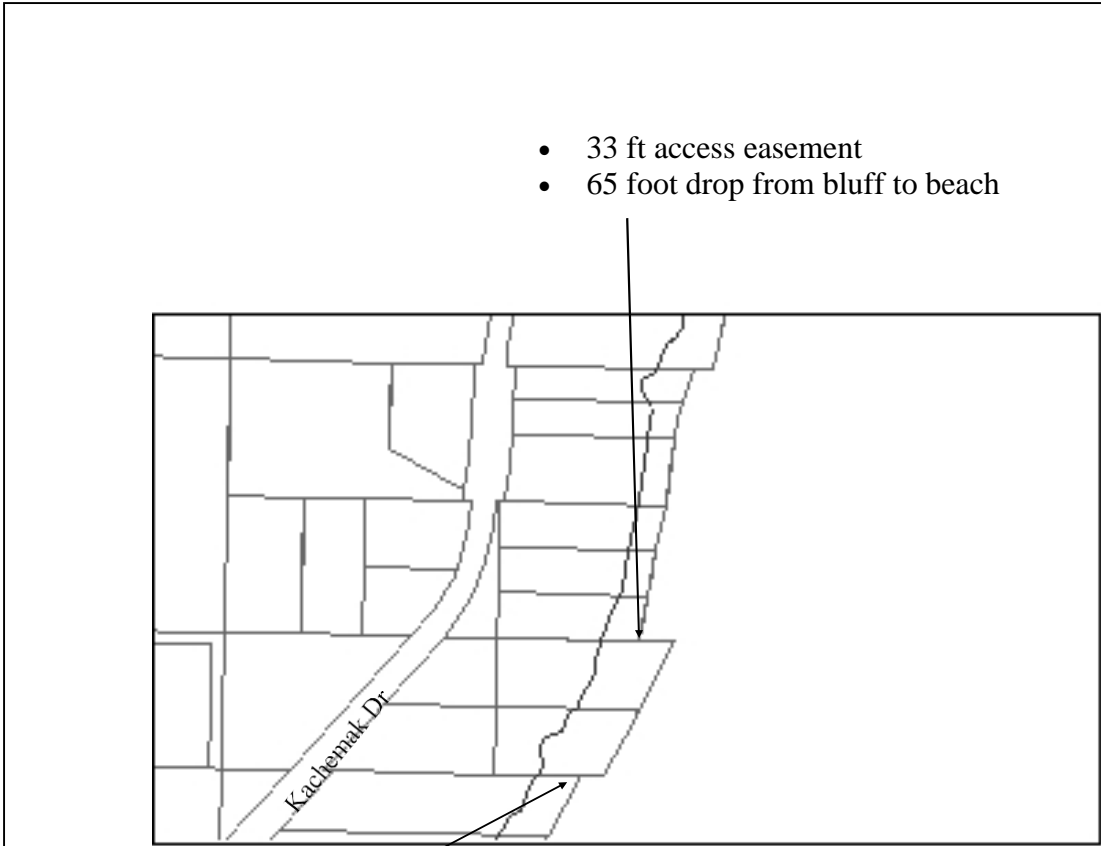 • 33 ft access easement
• 65 foot drop from bluff to beach
Kachemak Dr